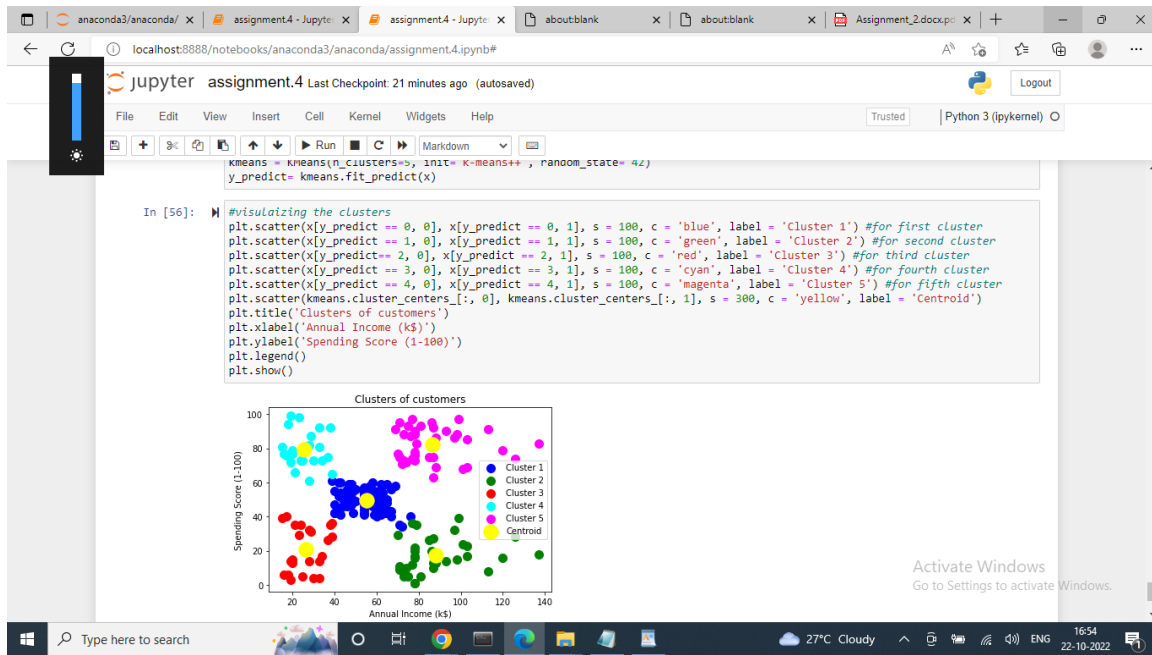 anaconda3/anaconda/
assignment.4 - Jupyte
assignment.4 - Jupyte
about:blank
about:blank
Assignment_2.docx.pd
localhost:8888/notebooks/anaconda3/anaconda/assignment.4.ipynb#
jupyter assignment.4 Last Checkpoint: 21 minutes ago (autosaved)
Logout
File Edit View Insert Cell Kernel Widgets Help
Trusted
Python 3 (ipykernel)
Run
Markdown
kmeans = KMeans(n_clusters=5, init= 'k-means++', random_state= 42)
y_predict= kmeans.fit_predict(x)
In [56]:
#visulaizing the clusters
plt.scatter(x[y_predict == 0, 0], x[y_predict == 0, 1], s = 100, c = 'blue', label = 'Cluster 1') #for first cluster
plt.scatter(x[y_predict == 1, 0], x[y_predict == 1, 1], s = 100, c = 'green', label = 'Cluster 2') #for second cluster
plt.scatter(x[y_predict== 2, 0], x[y_predict == 2, 1], s = 100, c = 'red', label = 'Cluster 3') #for third cluster
plt.scatter(x[y_predict == 3, 0], x[y_predict == 3, 1], s = 100, c = 'cyan', label = 'Cluster 4') #for fourth cluster
plt.scatter(x[y_predict == 4, 0], x[y_predict == 4, 1], s = 100, c = 'magenta', label = 'Cluster 5') #for fifth cluster
plt.scatter(kmeans.cluster_centers_[:, 0], kmeans.cluster_centers_[:, 1], s = 300, c = 'yellow', label = 'Centroid')
plt.title('Clusters of customers')
plt.xlabel('Annual Income (k$)')
plt.ylabel('Spending Score (1-100)')
plt.legend()
plt.show()
Clusters of customers
100
80
60
40
20
0
Spending Score (1-100)
Cluster 1
Cluster 2
Cluster 3
Cluster 4
Cluster 5
Centroid
20 40 60 80 100 120 140
Annual Income (k$)
Activate Windows
Go to Settings to activate Windows.
Type here to search
27°C Cloudy
ENG
16:54
22-10-2022
1